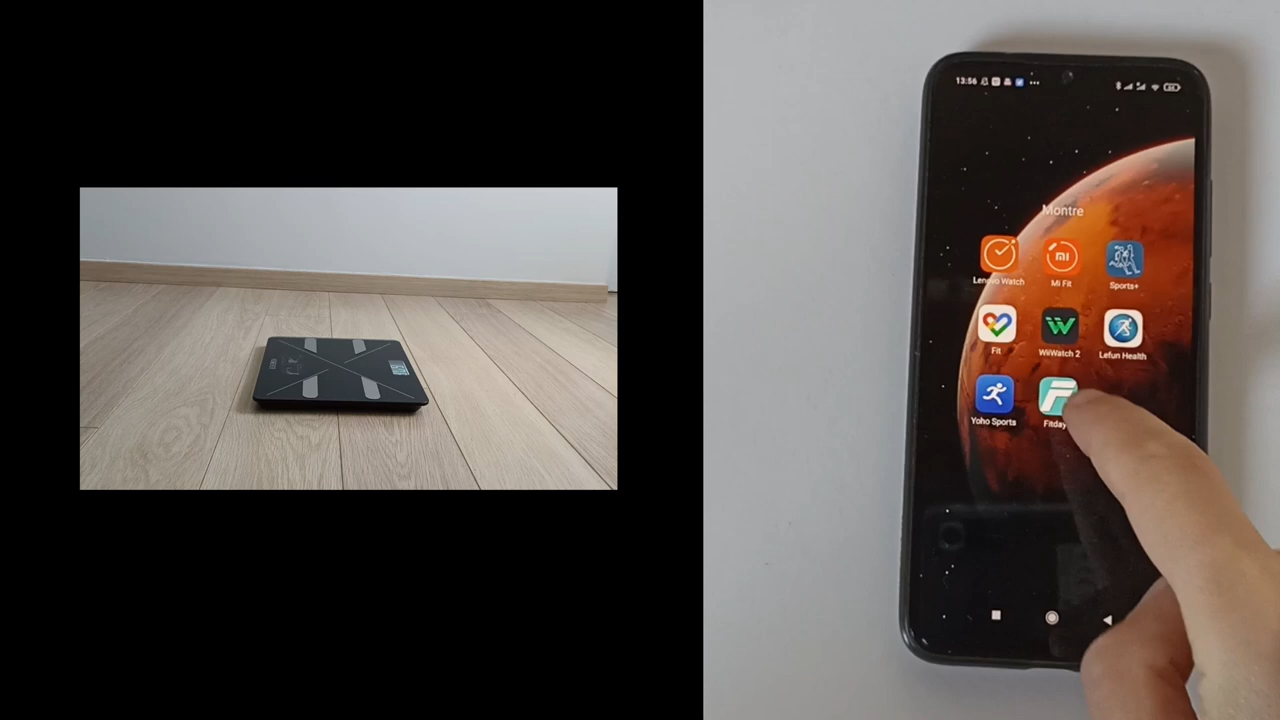 13:56
Montre
Lenovo Watch
Mi Fit
Sports+
Fit
WiiWatch 2
Lefun Health
Yoho Sports
Fitday